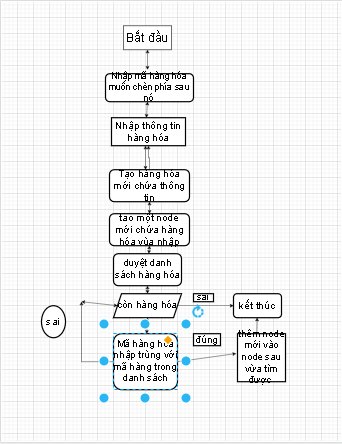 Bắt đầu
Nhập mã hàng hóa
muốn chèn phía sau
nó
Nhập thông tin
hàng hóa
Tạo hàng hóa
mới chứa thông
tin
tạo một node
mới chứa hàng
hóa vùa nhập
duyệt danh
sách hàng hóa
còn hàng hóa
sai
kết thúc
sai
Mã hàng hóa
nhập trùng với
mã hàng trong
danh sách
đúng
thêm node
mới vào
node sau
vừa tìm
được